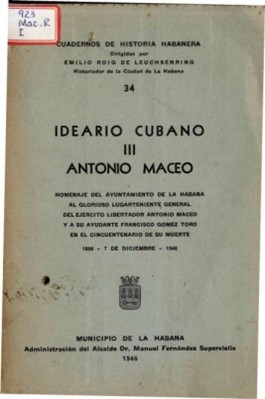 923
Mac.R
I
CUADERNOS DE HISTORIA HABANERA
Dirigidos por
EMILIO ROIG DE LEUCHSENRING
Historiador de la Ciudad de La Habana
34
IDEARIO CUBANO
III
ANTONIO MACEO
HOMENAJE DEL AYUNTAMIENTO DE LA HABANA
AL GLORIOSO LUGARTENIENTE GENERAL
DEL EJERCITO LIBERTADOR ANTONIO MACEO
Y A SU AYUDANTE FRANCISCO GOMEZ TORO
EN EL CINCUENTENARIO DE SU MUERTE
1896 - 7 DE DICIEMBRE - 1946
MUNICIPIO DE LA HABANA
Administración del Alcalde Dr. Manuel Fernández Supervielle
1946